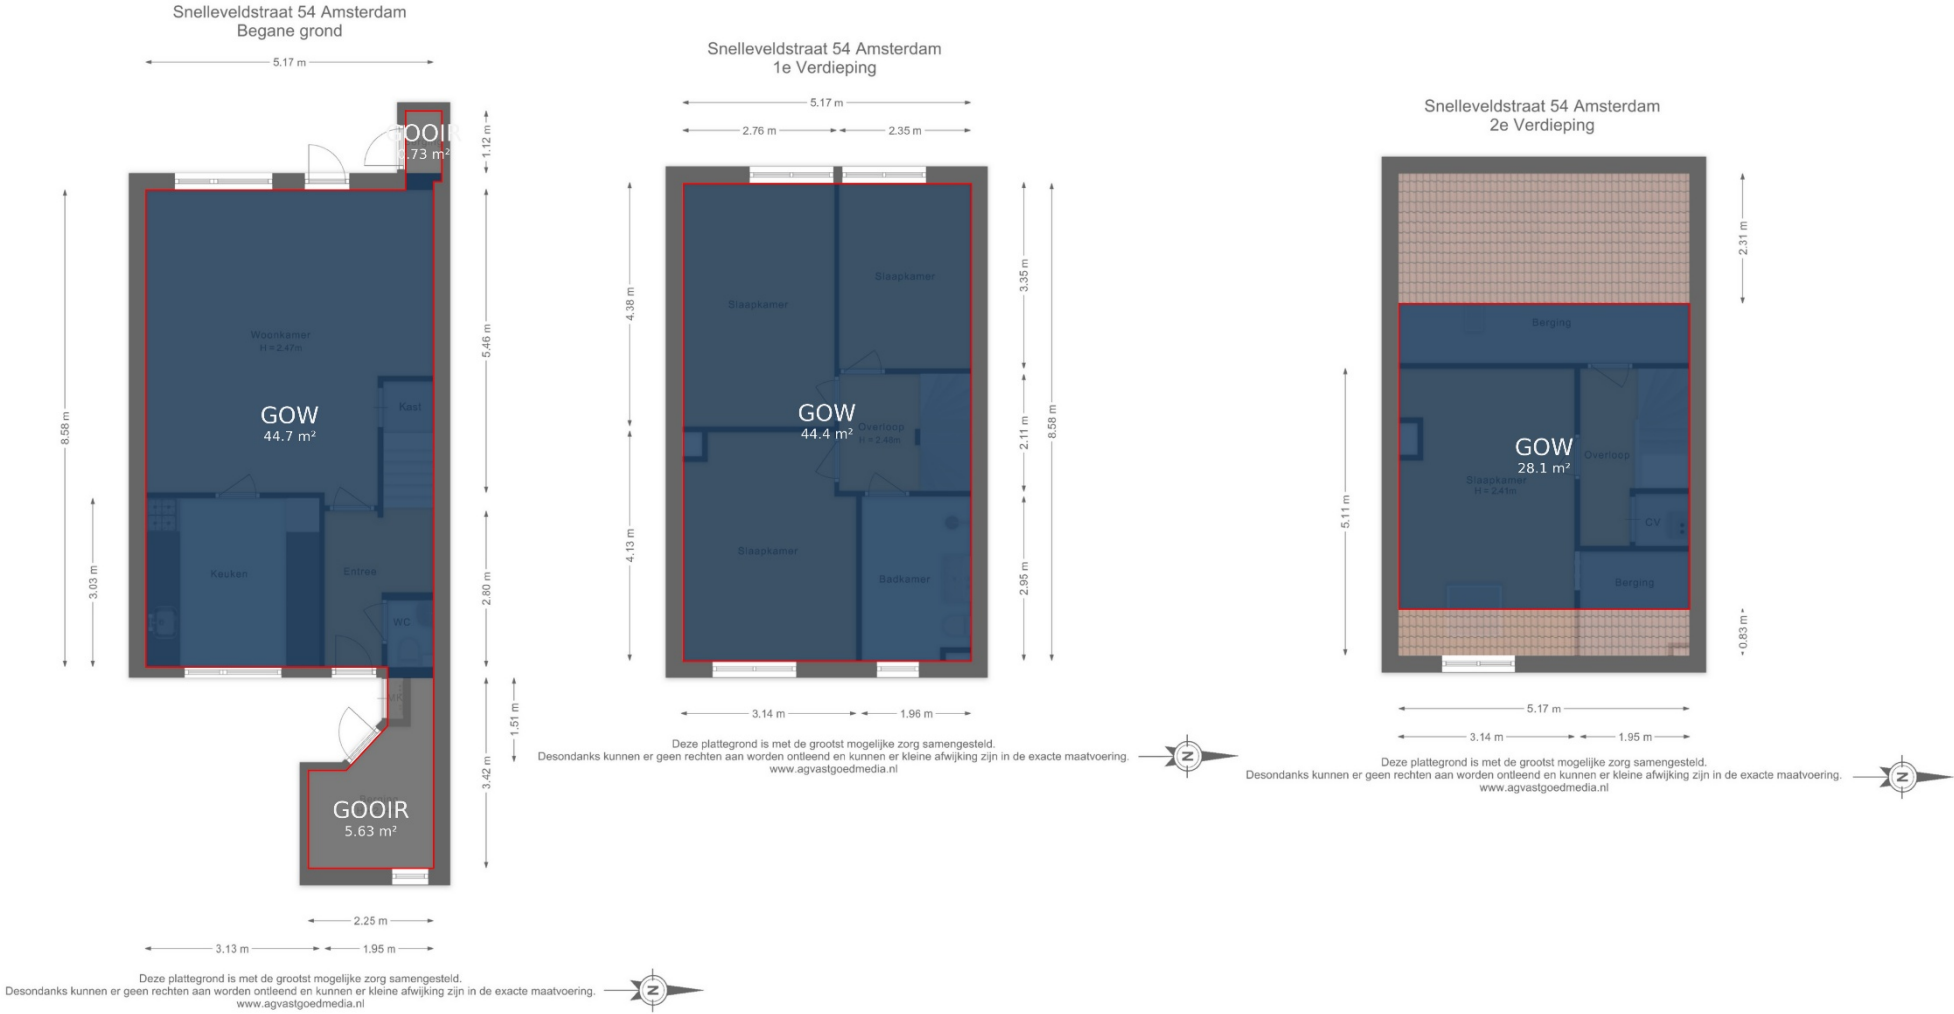 Snelleveldstraat 54 Amsterdam
Begane grond
5.17 m
GOOIR
.73 m²
1.12 m
8.58 m
5.46 m
Woonkamer
H = 2.47m
Kast
GOW
44.7 m²
3.03 m
2.80 m
Keuken
Entree
WC
MK
1.51 m
3.42 m
GOOIR
5.63 m²
2.25 m
3.13 m
1.95 m
Deze plattegrond is met de grootst mogelijke zorg samengesteld.
Desondanks kunnen er geen rechten aan worden ontleend en kunnen er kleine afwijking zijn in de exacte maatvoering.
www.agvastgoedmedia.nl
N
Snelleveldstraat 54 Amsterdam
1e Verdieping
5.17 m
2.76 m
2.35 m
4.38 m
3.35 m
Slaapkamer
Slaapkamer
GOW
44.4 m²
Overloop
H = 2.48m
2.11 m
8.58 m
4.13 m
2.95 m
Slaapkamer
Badkamer
3.14 m
1.96 m
Deze plattegrond is met de grootst mogelijke zorg samengesteld.
Desondanks kunnen er geen rechten aan worden ontleend en kunnen er kleine afwijking zijn in de exacte maatvoering.
www.agvastgoedmedia.nl
N
Snelleveldstraat 54 Amsterdam
2e Verdieping
2.31 m
Berging
5.11 m
GOW
28.1 m²
Overloop
Slaapkamer
H = 2.41m
CV
Berging
0.83 m
5.17 m
3.14 m
1.95 m
Deze plattegrond is met de grootst mogelijke zorg samengesteld.
Desondanks kunnen er geen rechten aan worden ontleend en kunnen er kleine afwijking zijn in de exacte maatvoering.
www.agvastgoedmedia.nl
N